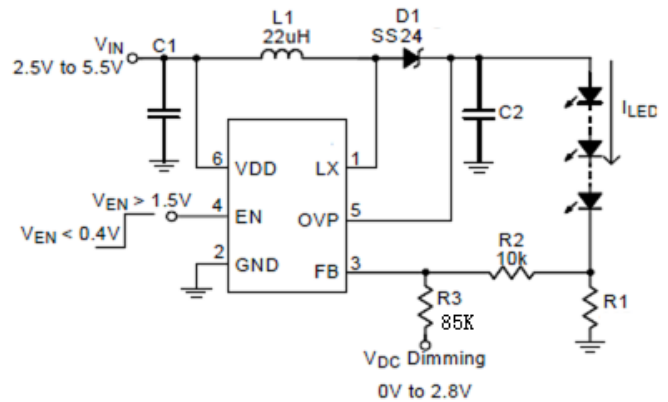 L1
22uH
D1
SS24
VIN
2.5V to 5.5V
C1
C2
ILED
6
VDD
LX
1
VEN > 1.5V
4
EN
OVP
5
VEN < 0.4V
2
GND
FB
3
R2
10k
R3
85K
R1
VDC Dimming
0V to 2.8V